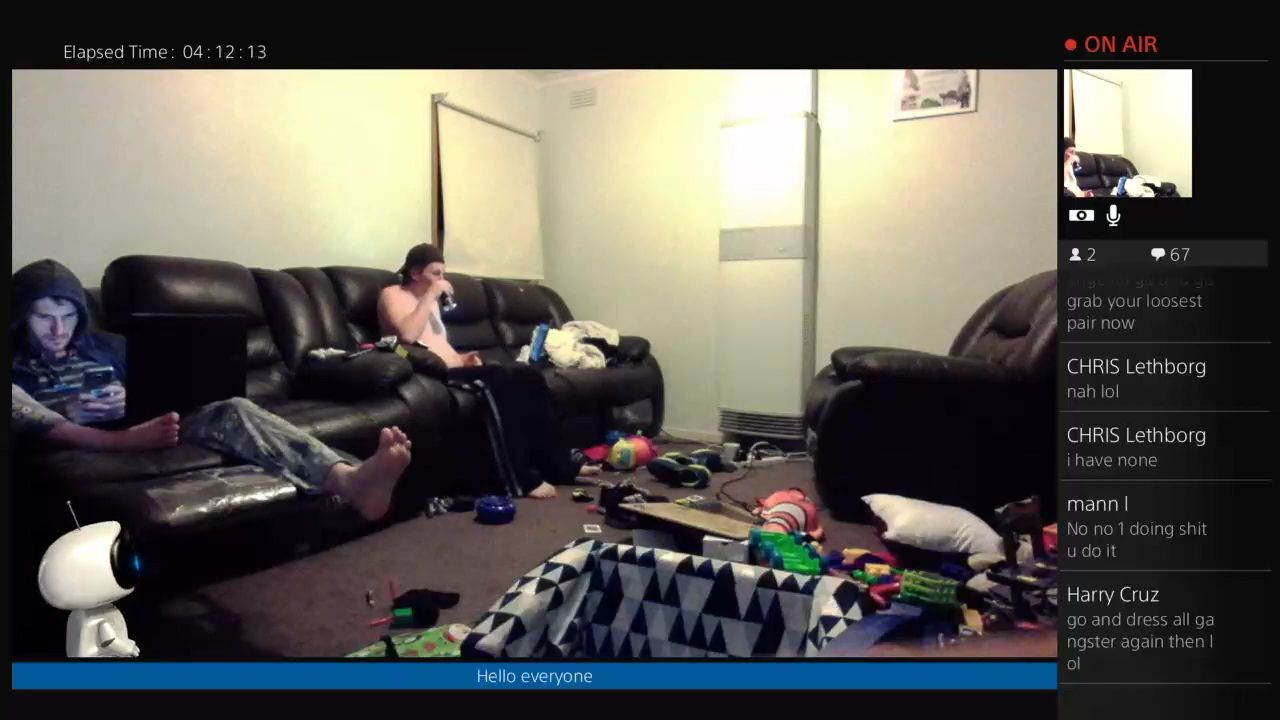 Elapsed Time: 04:12:13
ON AIR
2
67
grab your loosest
pair now
CHRIS Lethborg
nah lol
CHRIS Lethborg
i have none
mann l
No no 1 doing shit
u do it
Harry Cruz
go and dress all ga
ngster again then l
ol
Hello everyone